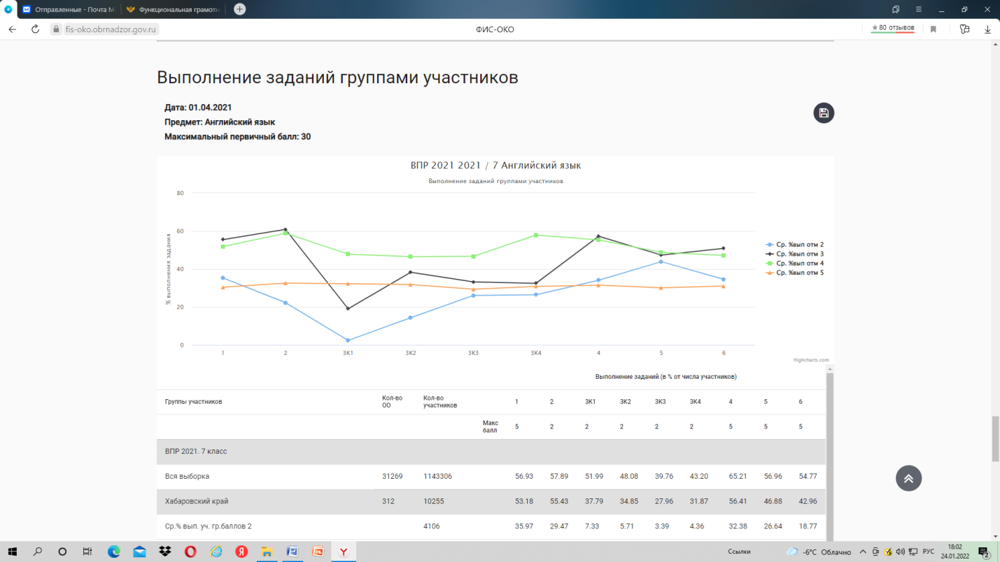 Отправленные - Почта M
Функциональная грамотн
fis-oko.obrnadzor.gov.ru
ФИС-ОКО
★ 80 отзывов
Выполнение заданий группами участников
Дата: 01.04.2021
Предмет: Английский язык
Максимальный первичный балл: 30
ВПР 2021 2021 / 7 Английский язык
Выполнение заданий группами участников
% выполнения задания
80
60
40
20
0
1 2 3K1 3K2 3K3 3K4 4 5 6
Ср. %вып отм 2
Ср. %вып отм 3
Ср. %вып отм 4
Ср. %вып отм 5
Highcharts.com
Выполнение заданий (в % от числа участников)
Группы участников Кол-во ОО Кол-во участников 1 2 3K1 3K2 3K3 3K4 4 5 6
Макс балл 5 2 2 2 2 2 5 5 5
ВПР 2021. 7 класс
Вся выборка 31269 1143306 56.93 57.89 51.99 48.08 39.76 43.20 65.21 56.96 54.77
Хабаровский край 312 10255 53.18 55.43 37.79 34.85 27.96 31.87 56.41 46.88 42.96
Ср.% вып. уч. гр.баллов 2 4106 35.97 29.47 7.33 5.71 3.39 4.36 32.38 26.64 18.77
Ссылки
-6°C Облачно
РУС
18:02
24.01.2022
2